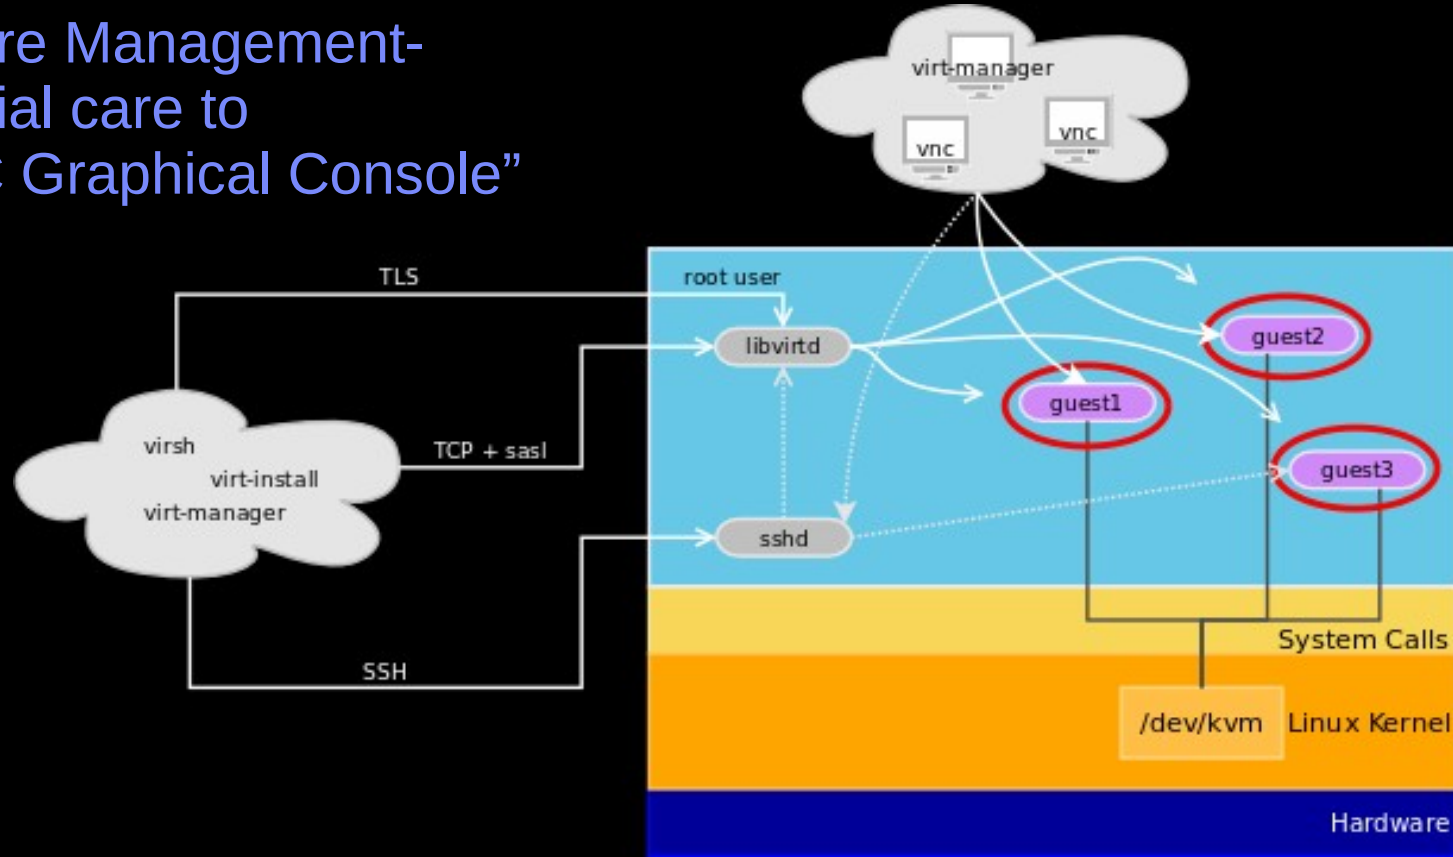 re Management-
ial care to
C Graphical Console”
virt-manager
vnc
vnc
TLS
root user
libvirtd
guest2
guest1
virsh
TCP + sasl
virt-install
guest3
virt-manager
sshd
System Calls
SSH
/dev/kvm
Linux Kernel
Hardware